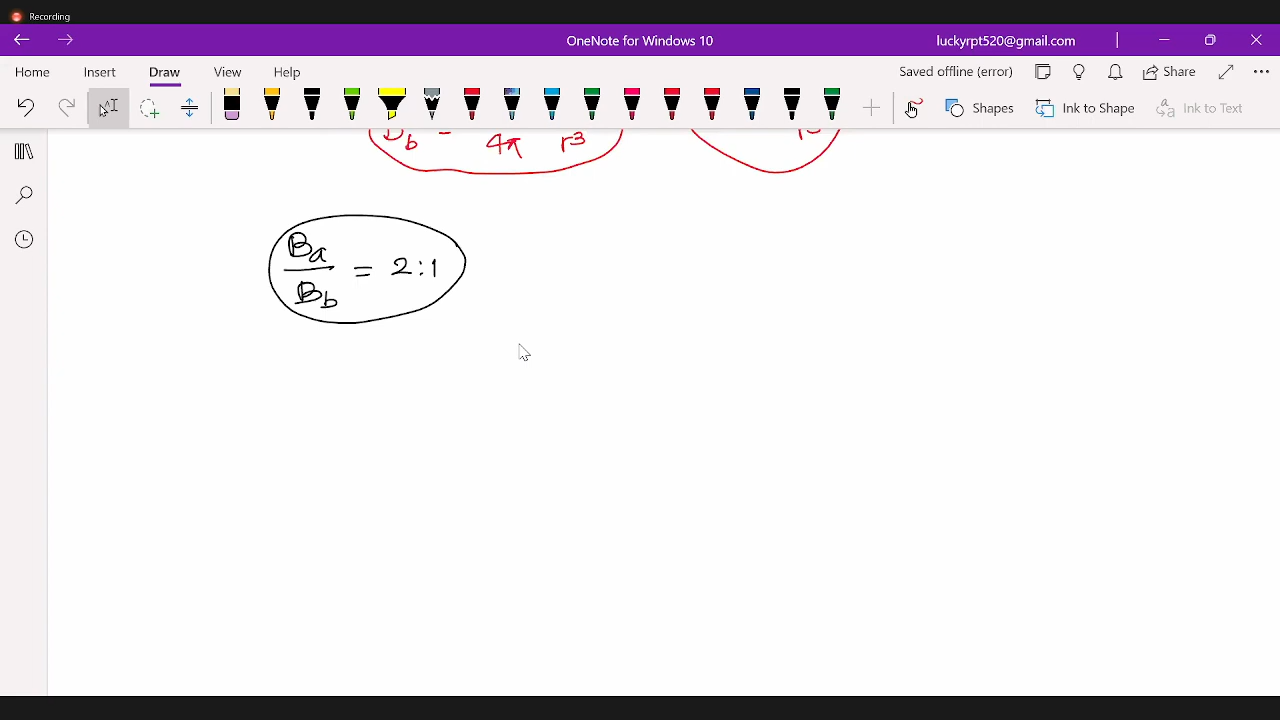 Recording
OneNote for Windows 10
luckyrpt520@gmail.com
Home Insert Draw View Help
Saved offline (error)
Share
Shapes
Ink to Shape
Ink to Text
b = 4π r³
Ba
Bb
= 2:1